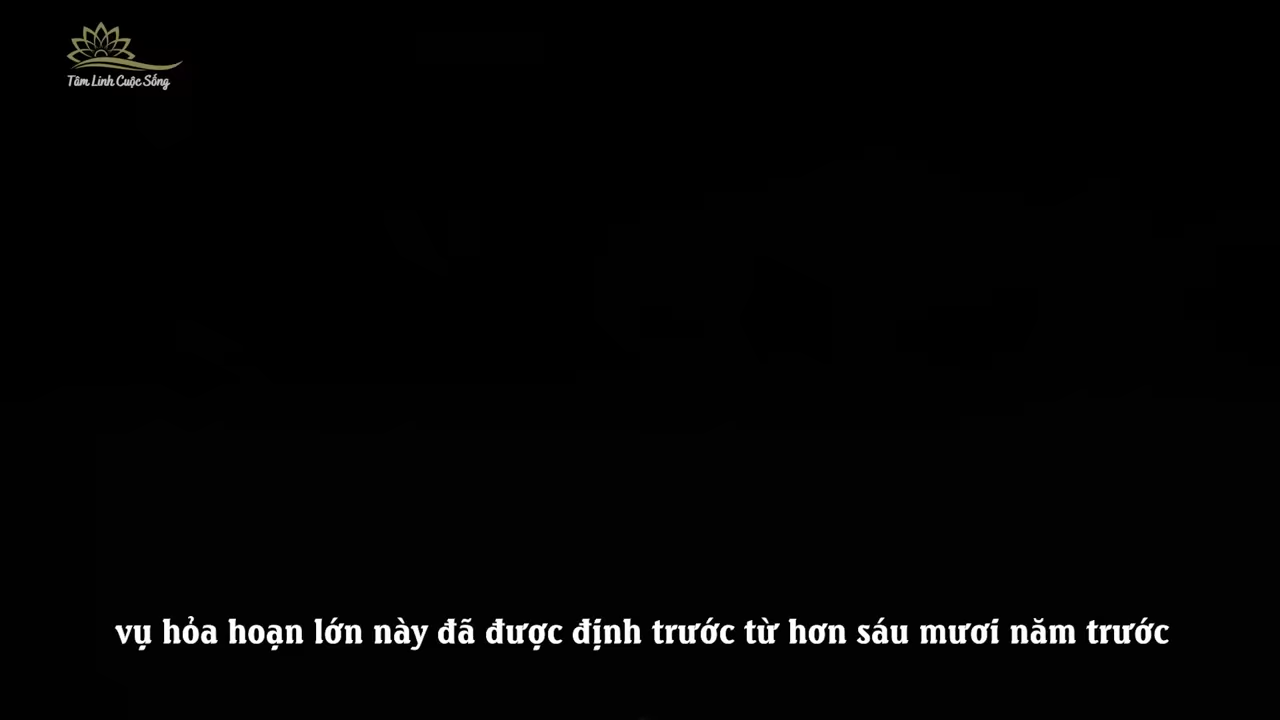 Tâm Linh Cuộc Sống
vụ hỏa hoạn lớn này đã được định trước từ hơn sáu mươi năm trước